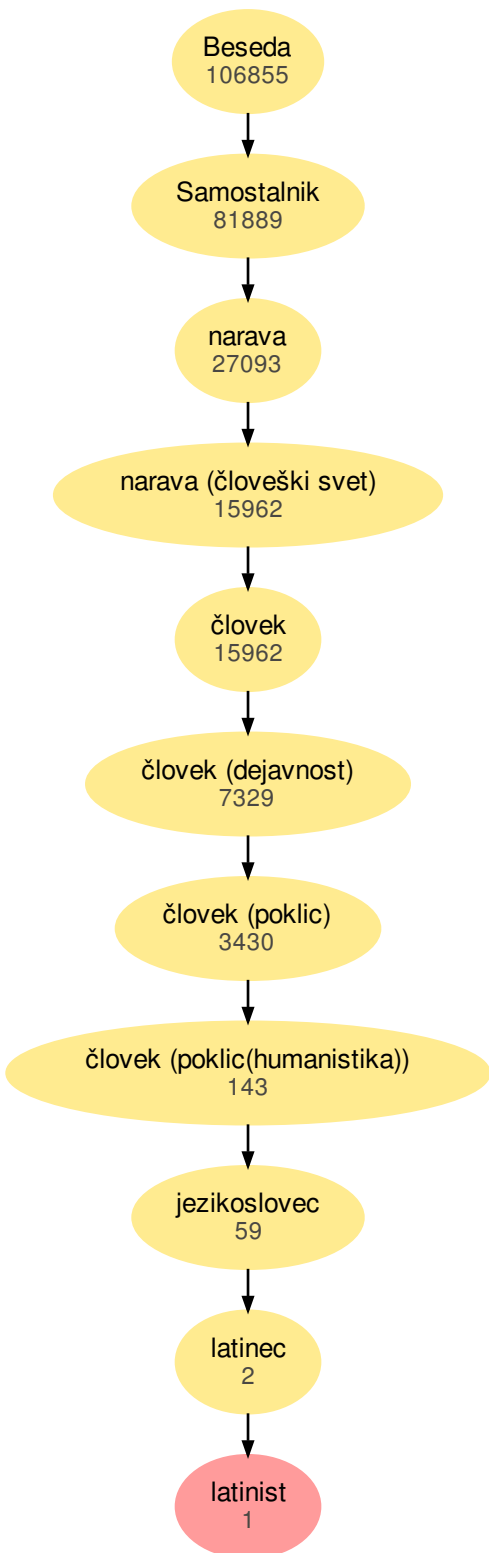 Beseda
106855
Samostalnik
81889
narava
27093
narava (človeški svet)
15962
človek
15962
človek (dejavnost)
7329
človek (poklic)
3430
človek (poklic(humanistika))
143
jezikoslovec
59
latinec
2
latinist
1